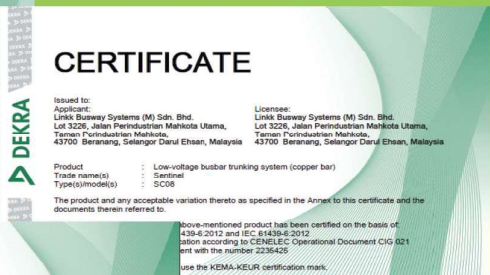 DEKRA
CERTIFICATE
Issued to:
Applicant: Licensee:
Linkk Busway Systems (M) Sdn. Bhd. Linkk Busway Systems (M) Sdn. Bhd.
Lot 3226, Jalan Perindustrian Mahkota Utama, Lot 3226, Jalan Perindustrian Mahkota Utama,
Taman Perindustrian Mahkota, Taman Perindustrian Mahkota,
43700 Beranang, Selangor Darul Ehsan, Malaysia 43700 Beranang, Selangor Darul Ehsan, Malaysia
Product : Low-voltage busbar trunking system (copper bar)
Trade name(s) : Sentinel
Type(s)/model(s) : SC08
The product and any acceptable variation thereto as specified in the Annex to this certificate and the
documents therein referred to.
above-mentioned product has been certified on the basis of:
439-6:2012 and IEC 61439-6:2012
cation according to CENELEC Operational Document CIG 021
ent with the number 2235425
use the KEMA-KEUR certification mark.